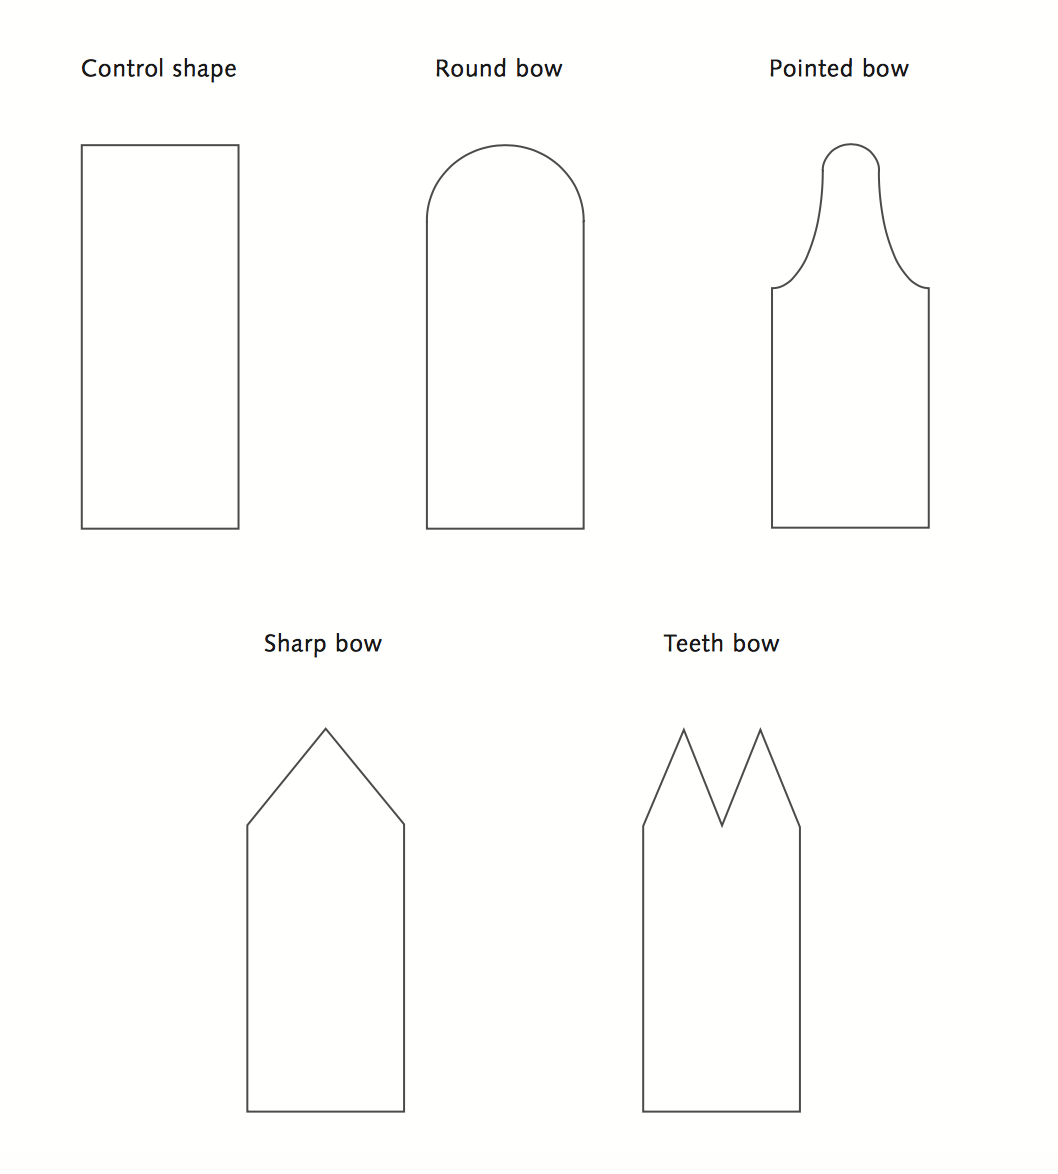 Control shape
Round bow
Pointed bow
Sharp bow
Teeth bow